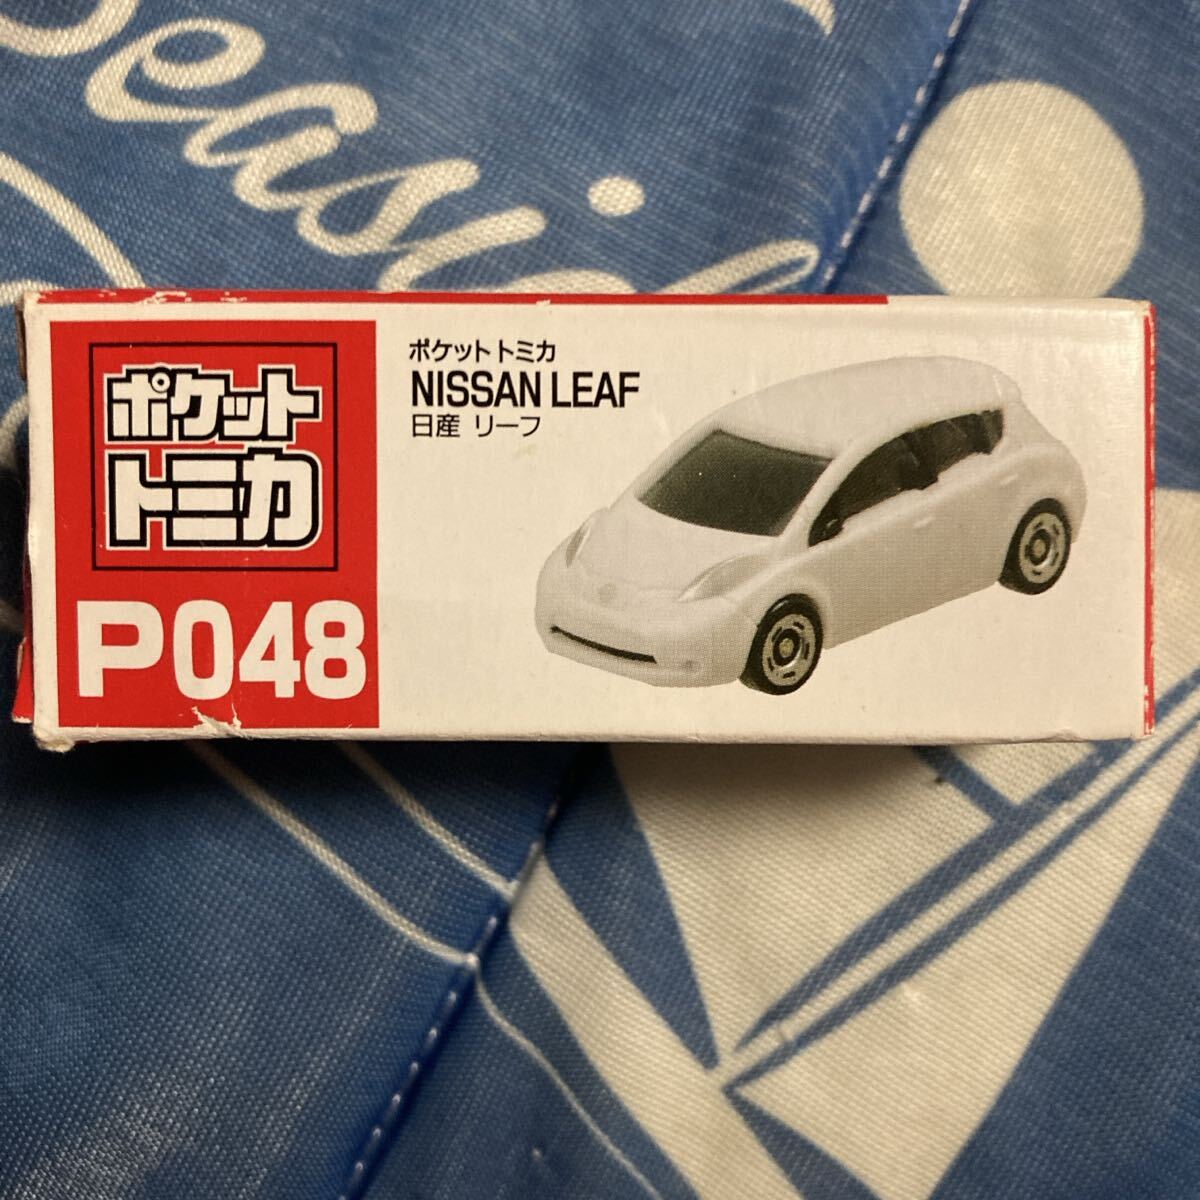 Seaside
ポケット
トミカ
P048
ポケットトミカ
NISSAN LEAF
日産 リーフ